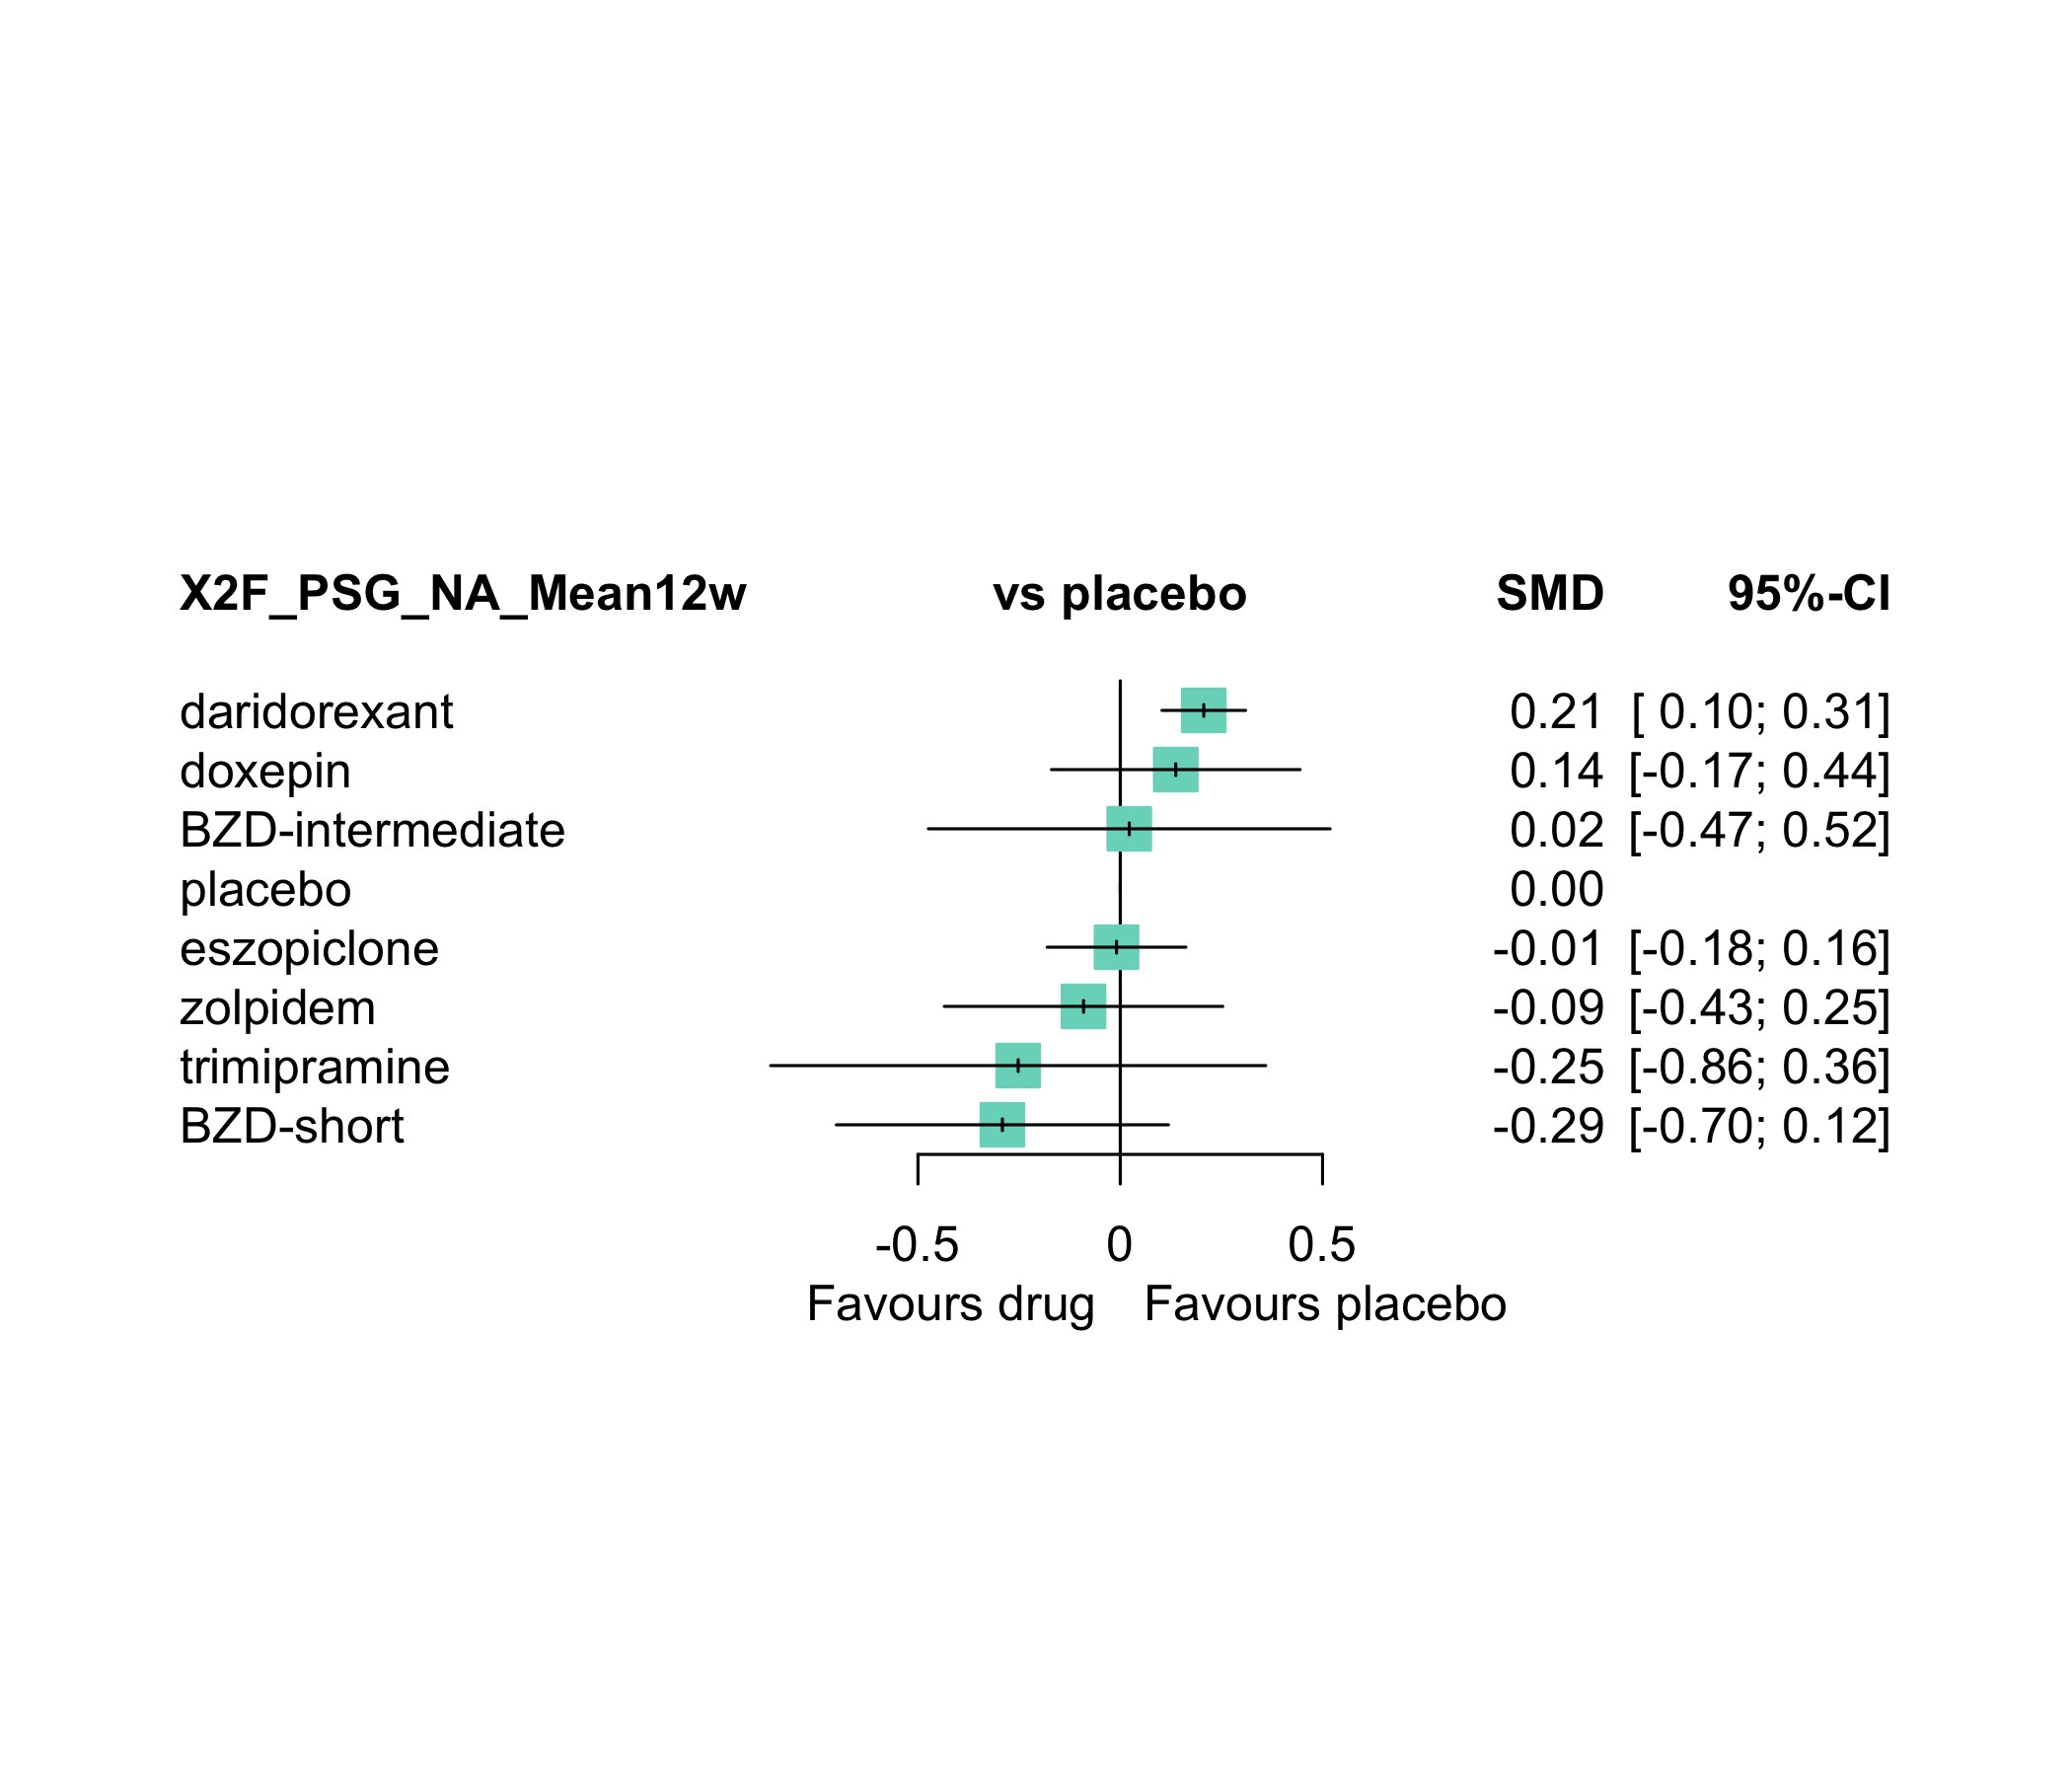 X2F_PSG_NA_Mean12w vs placebo SMD 95%-CI
daridorexant 0.21 [ 0.10; 0.31]
doxepin 0.14 [-0.17; 0.44]
BZD-intermediate 0.02 [-0.47; 0.52]
placebo 0.00
eszopiclone -0.01 [-0.18; 0.16]
zolpidem -0.09 [-0.43; 0.25]
trimipramine -0.25 [-0.86; 0.36]
BZD-short -0.29 [-0.70; 0.12]
-0.5 0 0.5
Favours drug Favours placebo